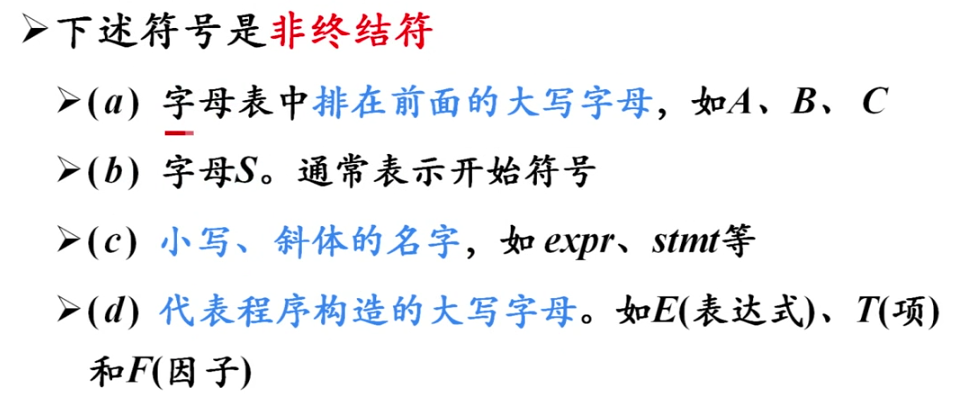 ➢下述符号是非终结符
➢(a) 字母表中排在前面的大写字母，如A、B、C
➢(b) 字母S。通常表示开始符号
➢(c) 小写、斜体的名字，如 expr、stmt等
➢(d) 代表程序构造的大写字母。如E(表达式)、T(项)
和F(因子)